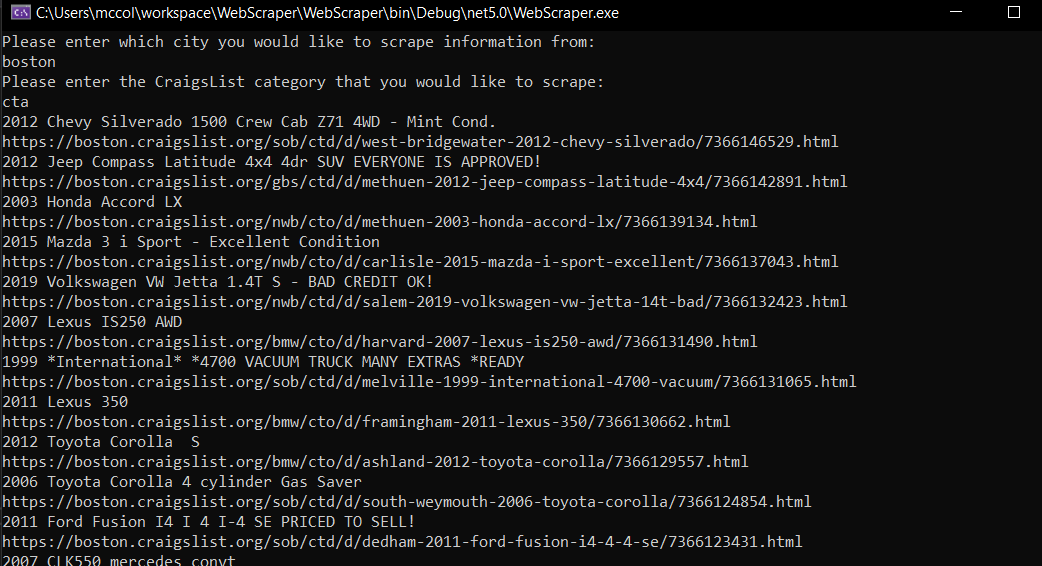 C:\Users\mccol\workspace\WebScraper\WebScraper\bin\Debug\net5.0\WebScraper.exe
Please enter which city you would like to scrape information from:
boston
Please enter the CraigsList category that you would like to scrape:
cta
2012 Chevy Silverado 1500 Crew Cab Z71 4WD - Mint Cond.
https://boston.craigslist.org/sob/ctd/d/west-bridgewater-2012-chevy-silverado/7366146529.html
2012 Jeep Compass Latitude 4x4 4dr SUV EVERYONE IS APPROVED!
https://boston.craigslist.org/gbs/ctd/d/methuen-2012-jeep-compass-latitude-4x4/7366142891.html
2003 Honda Accord LX
https://boston.craigslist.org/nwb/cto/d/methuen-2003-honda-accord-lx/7366139134.html
2015 Mazda 3 i Sport - Excellent Condition
https://boston.craigslist.org/nwb/cto/d/carlisle-2015-mazda-i-sport-excellent/7366137043.html
2019 Volkswagen VW Jetta 1.4T S - BAD CREDIT OK!
https://boston.craigslist.org/nwb/ctd/d/salem-2019-volkswagen-vw-jetta-14t-bad/7366132423.html
2007 Lexus IS250 AWD
https://boston.craigslist.org/bmw/cto/d/harvard-2007-lexus-is250-awd/7366131490.html
1999 *International* *4700 VACUUM TRUCK MANY EXTRAS *READY
https://boston.craigslist.org/sob/ctd/d/melville-1999-international-4700-vacuum/7366131065.html
2011 Lexus 350
https://boston.craigslist.org/bmw/cto/d/framingham-2011-lexus-350/7366130662.html
2012 Toyota Corolla  S
https://boston.craigslist.org/bmw/cto/d/ashland-2012-toyota-corolla/7366129557.html
2006 Toyota Corolla 4 cylinder Gas Saver
https://boston.craigslist.org/sob/ctd/d/south-weymouth-2006-toyota-corolla/7366124854.html
2011 Ford Fusion I4 I 4 I-4 SE PRICED TO SELL!
https://boston.craigslist.org/sob/ctd/d/dedham-2011-ford-fusion-i4-4-4-se/7366123431.html
2007 CLK550 mercedes convt